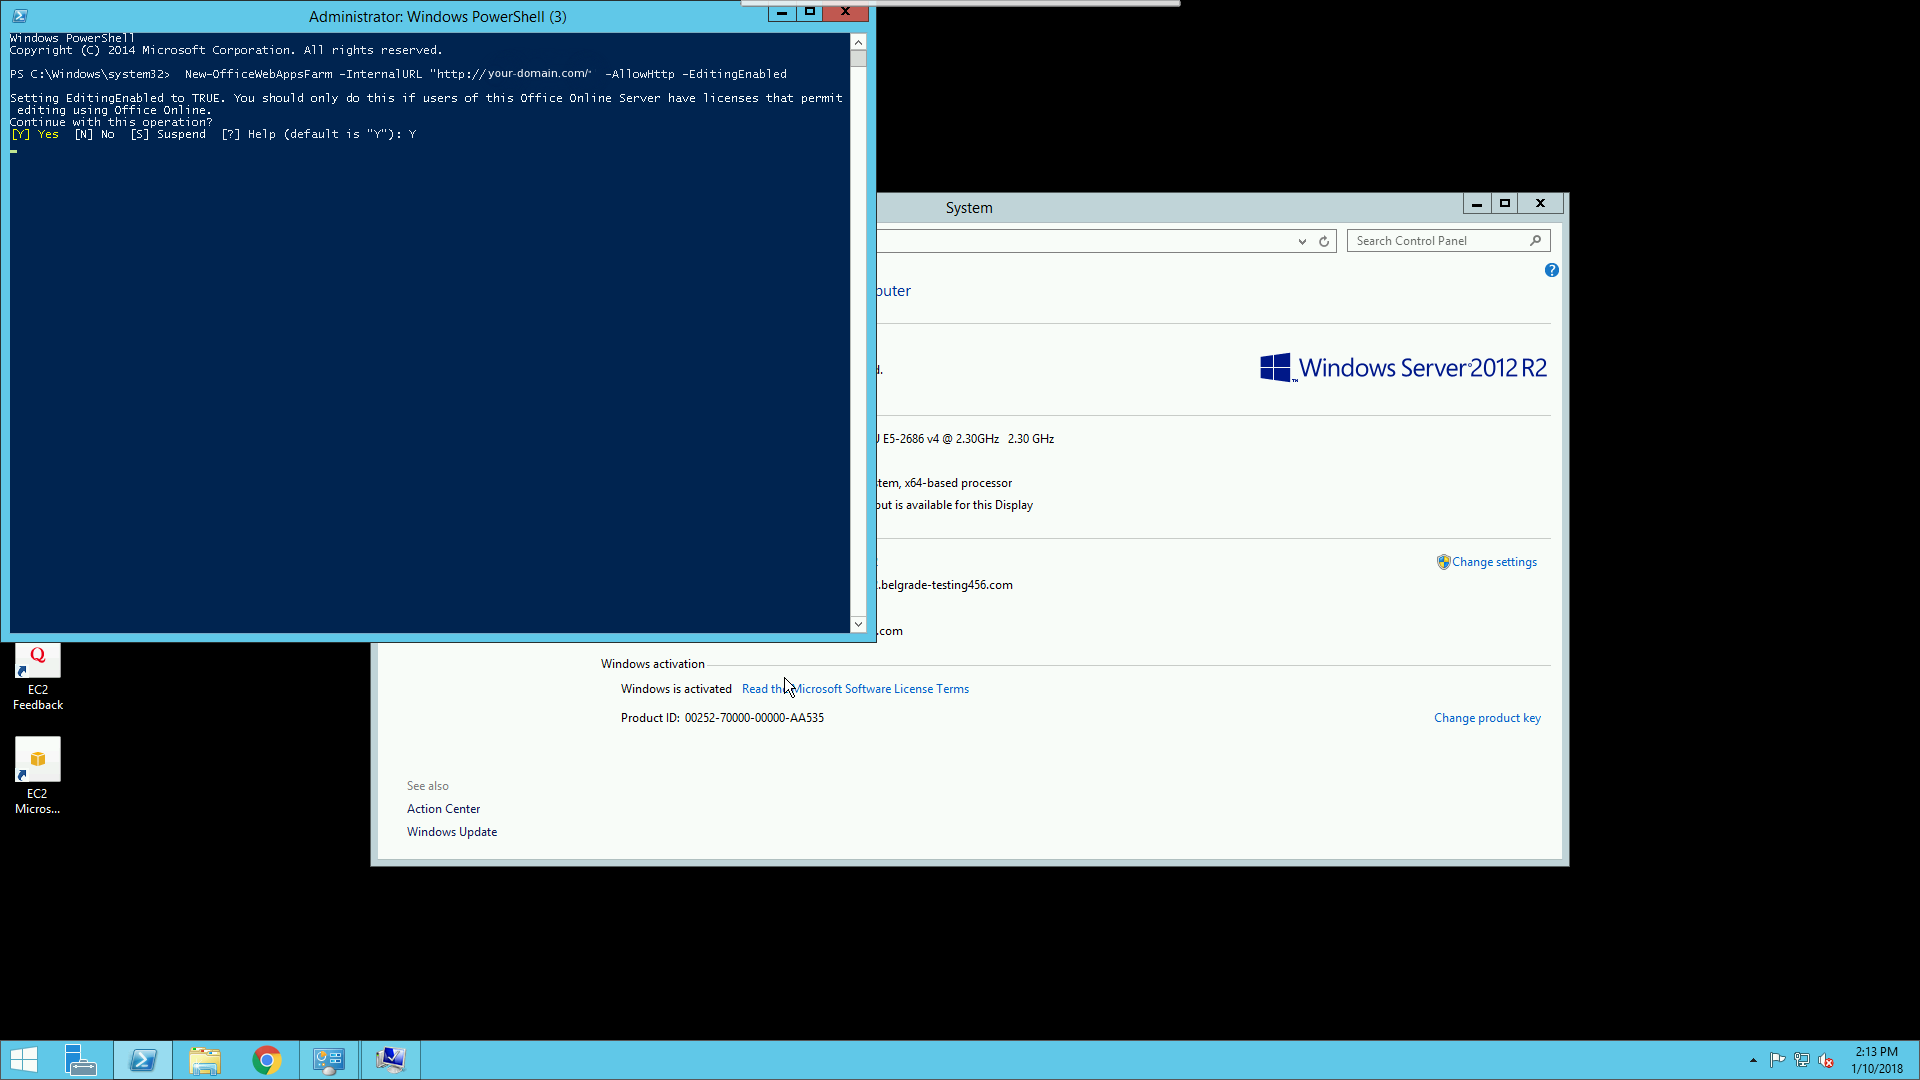 Administrator: Windows PowerShell (3)
Windows PowerShell
Copyright (C) 2014 Microsoft Corporation. All rights reserved.
PS C:\Windows\system32>  New-OfficeWebAppsFarm -InternalURL "http://your-domain.com/" -AllowHttp -EditingEnabled
Setting EditingEnabled to TRUE. You should only do this if users of this Office Online Server have licenses that permit
editing using Office Online.
Continue with this operation?
[Y] Yes  [N] No  [S] Suspend  [?] Help (default is "Y"): Y
System
Search Control Panel
puter
d.
Windows Server 2012 R2
U E5-2686 v4 @ 2.30GHz 2.30 GHz
stem, x64-based processor
put is available for this Display
Change settings
.belgrade-testing456.com
.com
Windows activation
Windows is activated Read the Microsoft Software License Terms
Product ID: 00252-70000-00000-AA535
Change product key
See also
Action Center
Windows Update
EC2
Feedback
EC2
Micros...
2:13 PM
1/10/2018